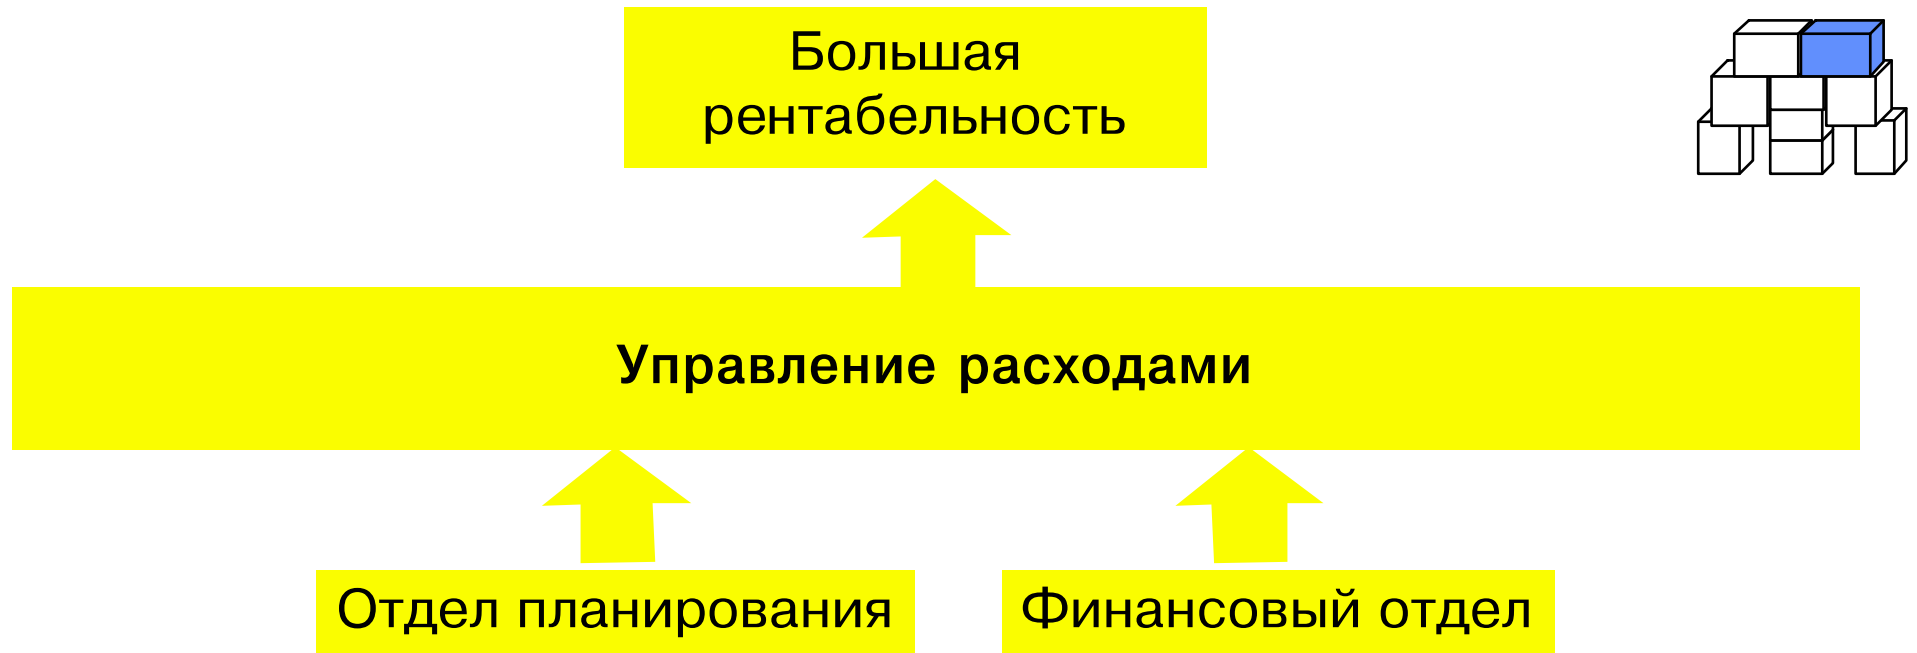 Большая
рентабельность
Управление расходами
Отдел планирования
Финансовый отдел